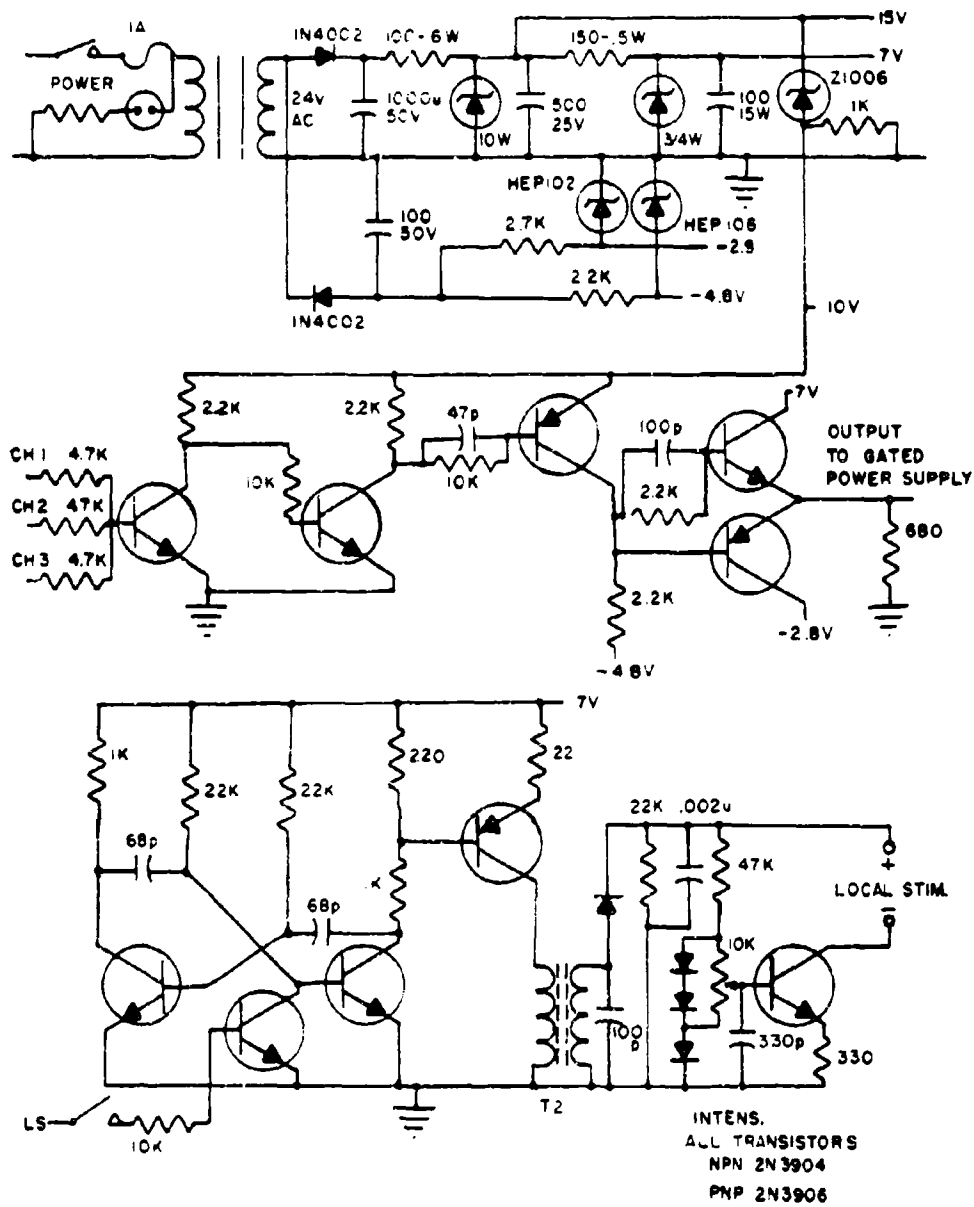 1A
POWER
24V
AC
1N4002
1000u
50V
100-6W
10W
500
25V
150-.5W
3/4W
100
15W
15V
7V
Z1006
1K
HEP102
HEP106
100
50V
2.7K
-2.8
2.2K
-4.8V
1N4002
10V
2.2K
2.2K
47p
10K
10K
CH1 4.7K
CH2 47K
CH3 4.7K
100p
2.2K
7V
OUTPUT
TO GATED
POWER SUPPLY
680
2.2K
-2.8V
-4.8V
7V
1K
22K
22K
220
22
68p
68p
K
22K .002u
47K
LOCAL STIM.
+
-
10K
100
p
330p
330
T2
LS
10K
INTENS.
ALL TRANSISTORS
NPN 2N3904
PNP 2N3906